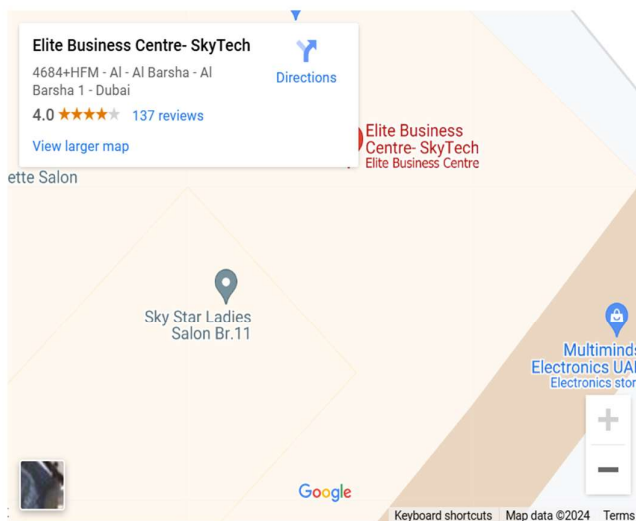 Elite Business Centre- SkyTech
4684+HFM - Al - Al Barsha - Al
Barsha 1 - Dubai
Directions
4.0
137 reviews
View larger map
Elite Business
Centre- SkyTech
Elite Business Centre
ette Salon
Sky Star Ladies
Salon Br.11
Multiminds
Electronics UA
Electronics stor
Google
Keyboard shortcuts
Map data ©2024
Terms